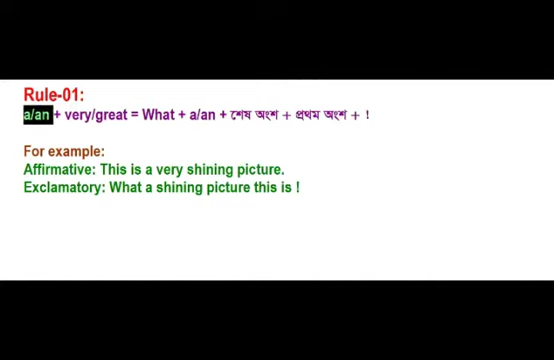 Rule-01:
a/an + very/great = What + a/an + শেষ অংশ + প্রথম অংশ + !
For example:
Affirmative: This is a very shining picture.
Exclamatory: What a shining picture this is !